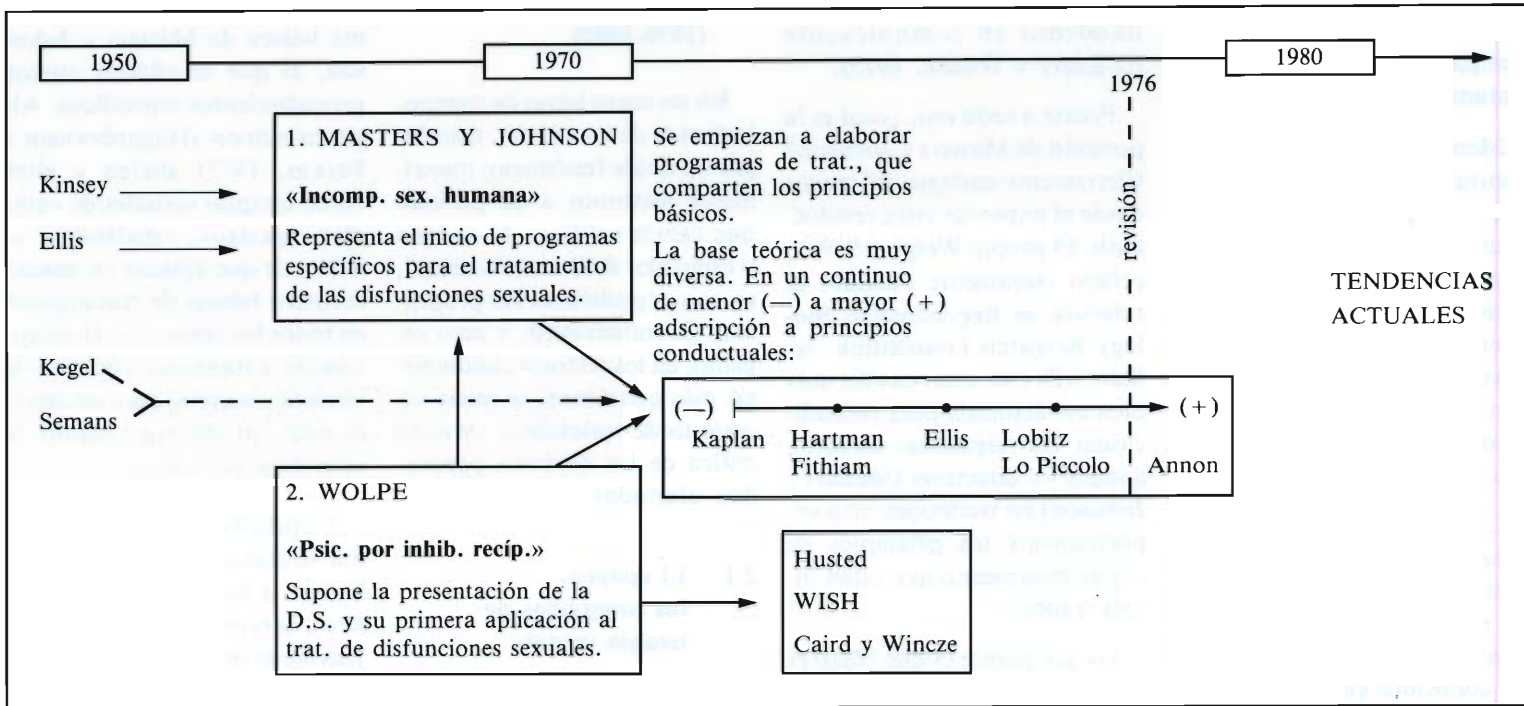 1950
1970
1980
1976
revisión
1. MASTERS Y JOHNSON
«Incomp. sex. humana»
Representa el inicio de programas
específicos para el tratamiento
de las disfunciones sexuales.
Kinsey
Ellis
Kegel
Semans
Se empiezan a elaborar
programas de trat., que
comparten los principios
básicos.
La base teórica es muy
diversa. En un continuo
de menor (—) a mayor (+)
adscripción a principios
conductuales:
TENDENCIAS
ACTUALES
(—) (+)
Kaplan Hartman Ellis Lobitz
Fithiam Lo Piccolo Annon
2. WOLPE
«Psic. por inhib. recíp.»
Supone la presentación de la
D.S. y su primera aplicación al
trat. de disfunciones sexuales.
Husted
WISH
Caird y Wincze